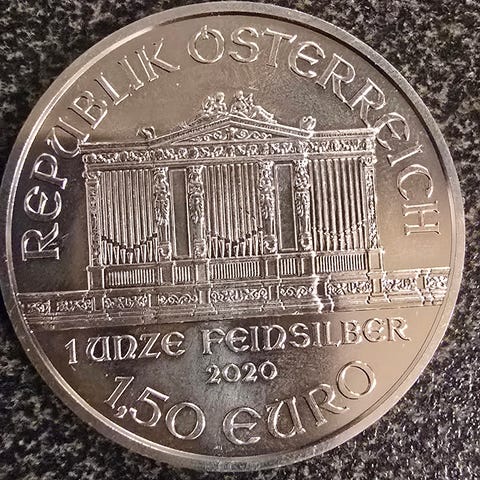 REPUBLIK ÖSTERREICH
1 UNZE FEINSILBER
2020
1,50 EURO